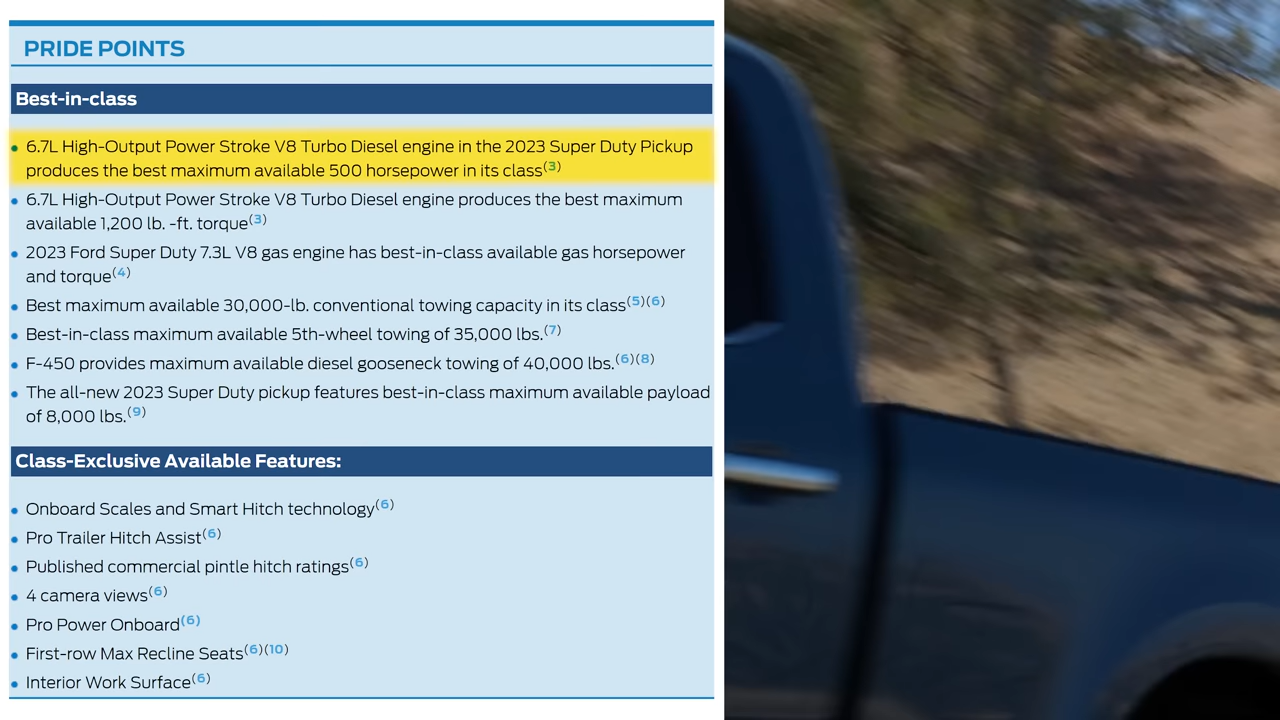 PRIDE POINTS
Best-in-class
• 6.7L High-Output Power Stroke V8 Turbo Diesel engine in the 2023 Super Duty Pickup
produces the best maximum available 500 horsepower in its class(3)
• 6.7L High-Output Power Stroke V8 Turbo Diesel engine produces the best maximum
available 1,200 lb. -ft. torque(3)
• 2023 Ford Super Duty 7.3L V8 gas engine has best-in-class available gas horsepower
and torque(4)
• Best maximum available 30,000-lb. conventional towing capacity in its class(5)(6)
• Best-in-class maximum available 5th-wheel towing of 35,000 lbs.(7)
• F-450 provides maximum available diesel gooseneck towing of 40,000 lbs.(6)(8)
• The all-new 2023 Super Duty pickup features best-in-class maximum available payload
of 8,000 lbs.(9)
Class-Exclusive Available Features:
• Onboard Scales and Smart Hitch technology(6)
• Pro Trailer Hitch Assist(6)
• Published commercial pintle hitch ratings(6)
• 4 camera views(6)
• Pro Power Onboard(6)
• First-row Max Recline Seats(6)(10)
• Interior Work Surface(6)